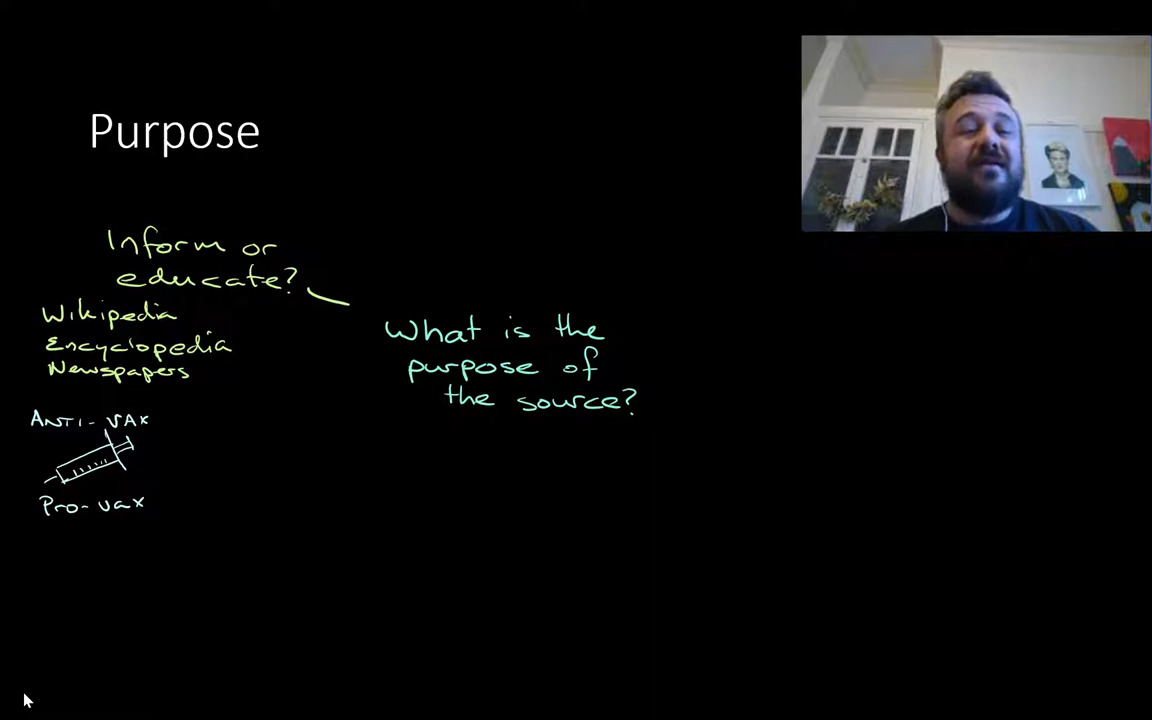 Purpose
Inform or
educate?
Wikipedia
Encyclopedia
Newspapers
What is the
purpose of
the source?
ANTI-VAX
Pro-vax